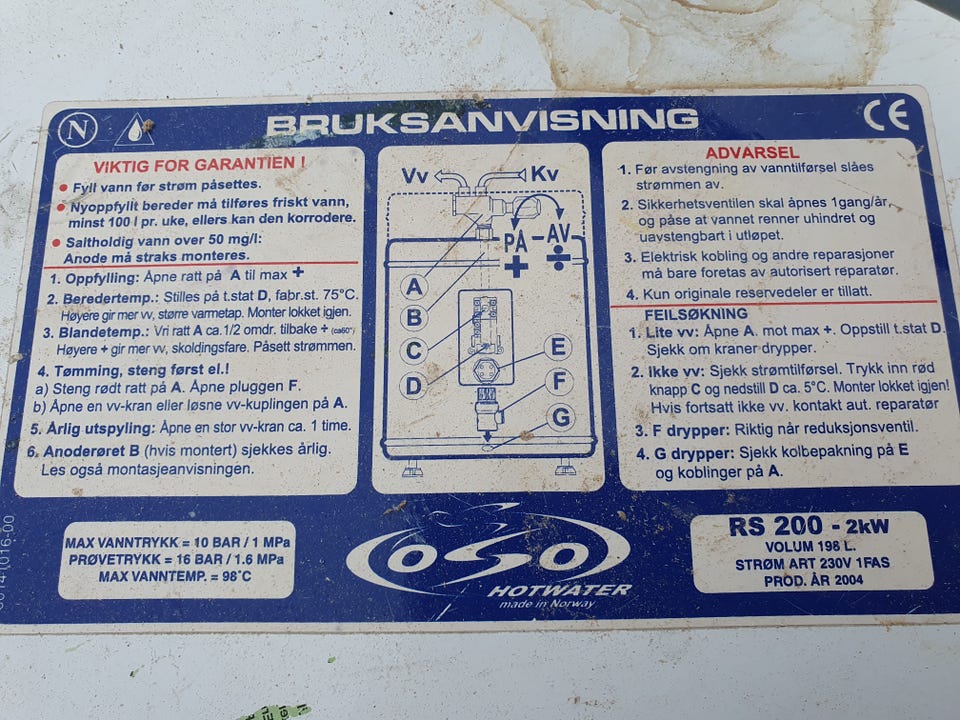 N
BRUKSANVISNING
CE
VIKTIG FOR GARANTIEN !
• Fyll vann før strøm påsettes.
• Nyoppfyllt bereder må tilføres friskt vann,
minst 100 l pr. uke, ellers kan den korrodere.
• Saltholdig vann over 50 mg/l:
Anode må straks monteres.
1. Oppfylling: Åpne ratt på A til max +
2. Beredertemp.: Stilles på t.stat D, fabr.st. 75°C.
Høyere gir mer vv, større varmetap. Monter lokket igjen.
3. Blandetemp.: Vri ratt A ca.1/2 omdr. tilbake + (ca60°)
Høyere + gir mer vv, skoldingsfare. Påsett strømmen.
4. Tømming, steng først el.!
a) Steng rødt ratt på A. Åpne pluggen F.
b) Åpne en vv-kran eller løsne vv-kuplingen på A.
5. Årlig utspyling: Åpne en stor vv-kran ca. 1 time.
6. Anoderøret B (hvis montert) sjekkes årlig.
Les også montasjeanvisningen.
Vv Kv
PÅ – AV
+ ÷
A
B
C
D
E
F
G
ADVARSEL
1. Før avstengning av vanntilførsel slåes
strømmen av.
2. Sikkerhetsventilen skal åpnes 1gang/år,
og påse at vannet renner uhindret og
uavstengbart i utløpet.
3. Elektrisk kobling og andre reparasjoner
må bare foretas av autorisert reparatør.
4. Kun originale reservedeler er tillatt.
FEILSØKNING
1. Lite vv: Åpne A. mot max +. Oppstill t.stat D.
Sjekk om kraner drypper.
2. Ikke vv: Sjekk strømtilførsel. Trykk inn rød
knapp C og nedstill D ca. 5°C. Monter lokket igjen!
Hvis fortsatt ikke vv. kontakt aut. reparatør
3. F drypper: Riktig når reduksjonsventil.
4. G drypper: Sjekk kolbepakning på E
og koblinger på A.
MAX VANNTRYKK = 10 BAR / 1 MPa
PRØVETRYKK = 16 BAR / 1.6 MPa
MAX VANNTEMP. = 98°C
OSO
HOTWATER
made in Norway
RS 200 - 2kW
VOLUM 198 L.
STRØM ART 230V 1FAS
PROD. ÅR 2004